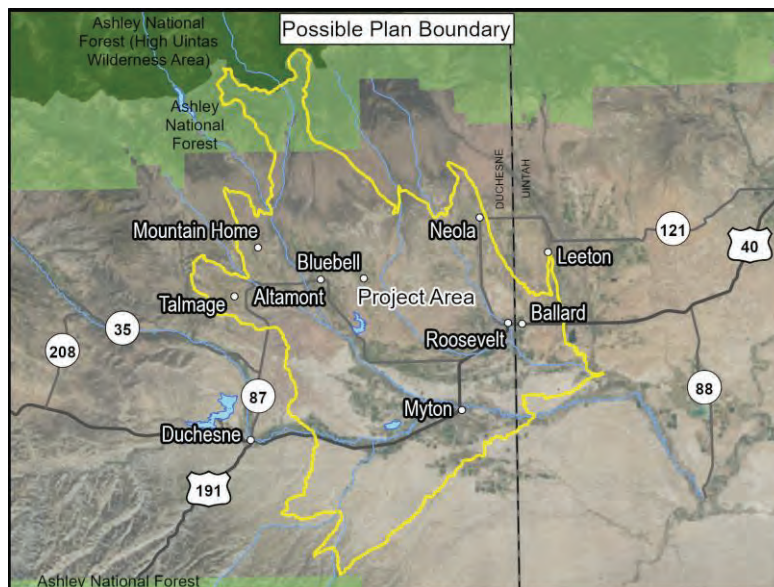 Ashley National
Forest (High Uintas
Wilderness Area)
Possible Plan Boundary
Ashley
National
Forest
DUCHESNE
UINTAH
Mountain Home
Neola
121
40
Leeton
Bluebell
Talmage
Altamont
Project Area
Ballard
Roosevelt
35
208
87
88
Myton
Duchesne
191
Ashley National Forest